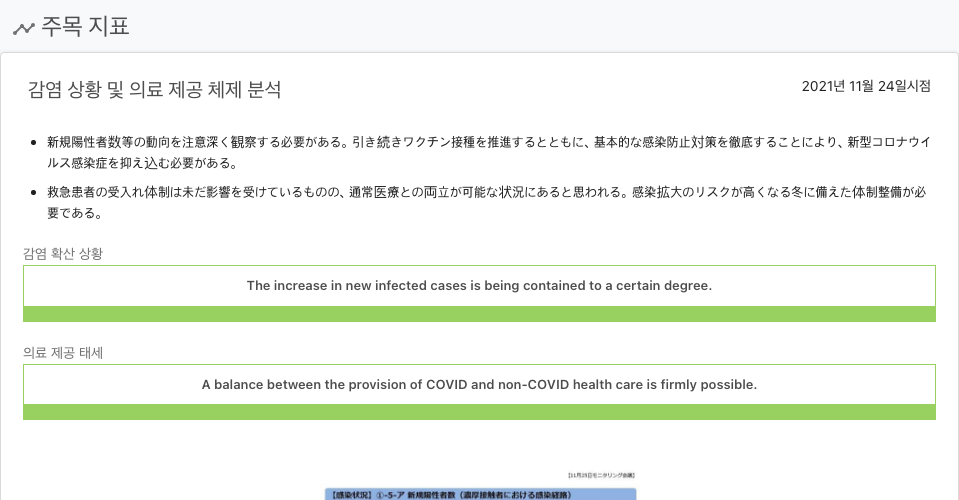 주목 지표
감염 상황 및 의료 제공 체제 분석
2021년 11월 24일시점
新規陽性者数等の動向を注意深く観察する必要がある。引き続きワクチン接種を推進するとともに、基本的な感染防止対策を徹底することにより、新型コロナウイ
ルス感染症を抑え込む必要がある。
救急患者の受入れ体制は未だ影響を受けているものの、通常医療との両立が可能な状況にあると思われる。感染拡大のリスクが高くなる冬に備えた体制整備が必
要である。
감염 확산 상황
The increase in new infected cases is being contained to a certain degree.
의료 제공 태세
A balance between the provision of COVID and non-COVID health care is firmly possible.
【11月25日モニタリング会議】
【感染状況】①-5-ア 新規陽性者数（濃厚接触者における感染経路）